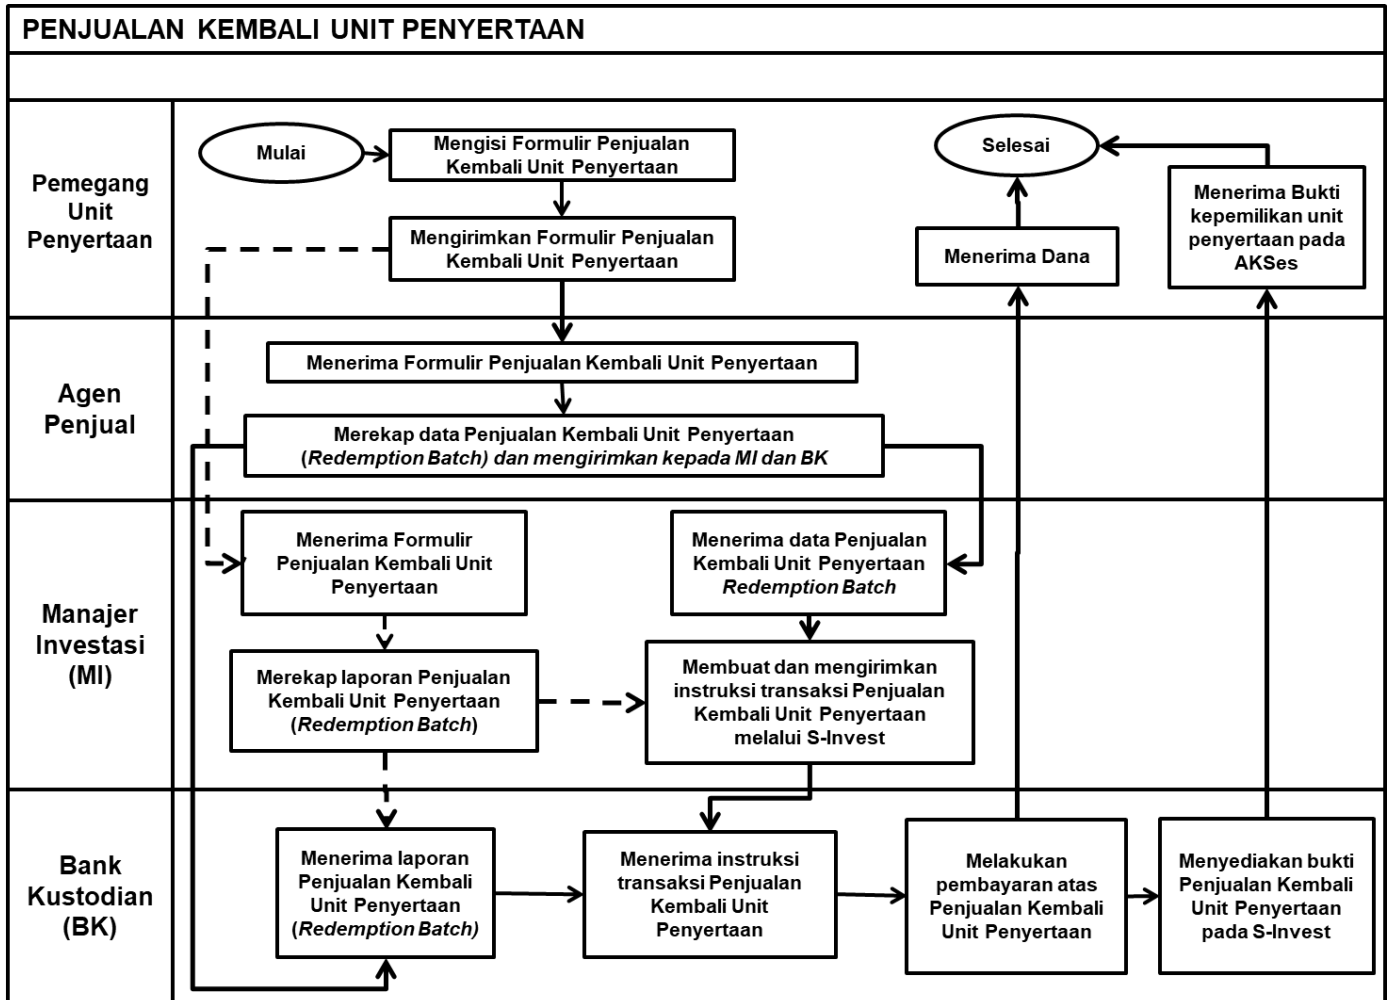 PENJUALAN KEMBALI UNIT PENYERTAAN
Pemegang
Unit
Penyertaan
Mulai
Mengisi Formulir Penjualan
Kembali Unit Penyertaan
Mengirimkan Formulir Penjualan
Kembali Unit Penyertaan
Selesai
Menerima Dana
Menerima Bukti
kepemilikan unit
penyertaan pada
AKSes
Agen
Penjual
Menerima Formulir Penjualan Kembali Unit Penyertaan
Merekap data Penjualan Kembali Unit Penyertaan
(Redemption Batch) dan mengirimkan kepada MI dan BK
Manajer
Investasi
(MI)
Menerima Formulir
Penjualan Kembali Unit
Penyertaan
Menerima data Penjualan
Kembali Unit Penyertaan
Redemption Batch
Merekap laporan Penjualan
Kembali Unit Penyertaan
(Redemption Batch)
Membuat dan mengirimkan
instruksi transaksi Penjualan
Kembali Unit Penyertaan
melalui S-Invest
Bank
Kustodian
(BK)
Menerima laporan
Penjualan Kembali
Unit Penyertaan
(Redemption Batch)
Menerima instruksi
transaksi Penjualan
Kembali Unit
Penyertaan
Melakukan
pembayaran atas
Penjualan Kembali
Unit Penyertaan
Menyediakan bukti
Penjualan Kembali
Unit Penyertaan
pada S-Invest